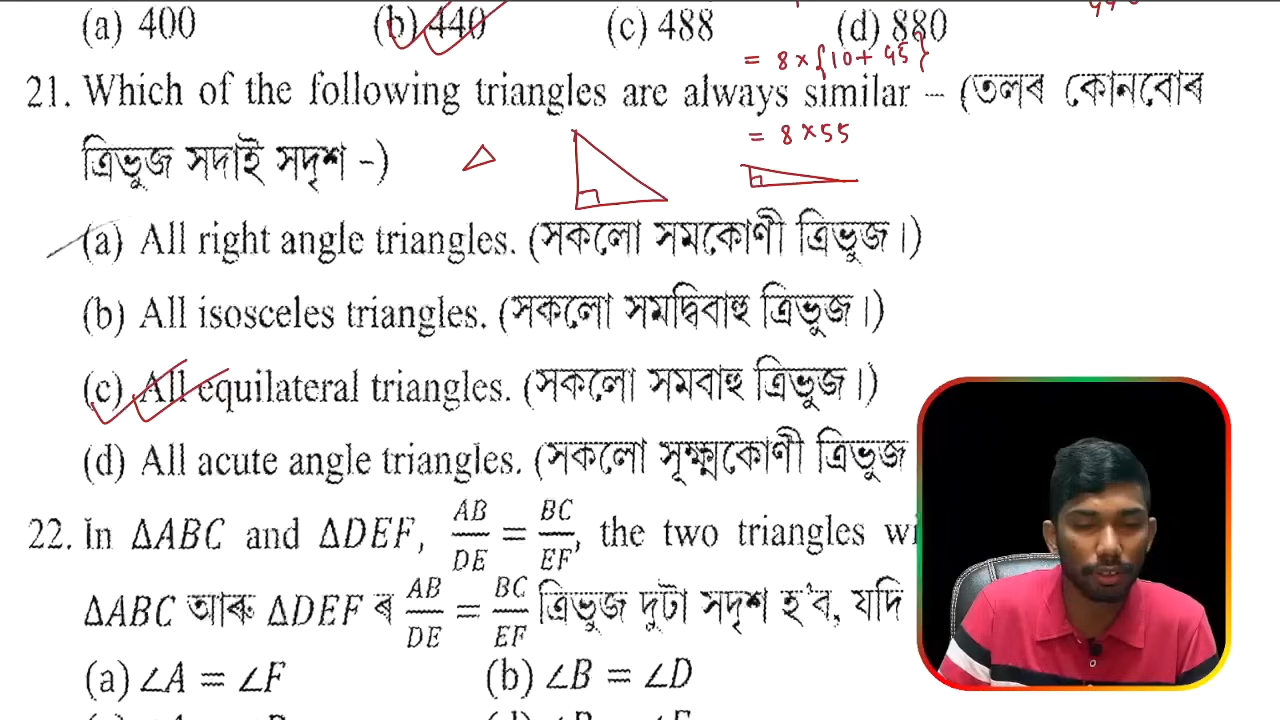 (a) 400 (b) 440 (c) 488 (d) 880
= 8 × {10 + 45}
21. Which of the following triangles are always similar – (তলৰ কোনবোৰ
= 8 × 55
ত্ৰিভুজ সদাই সদৃশ –)
(a) All right angle triangles. (সকলো সমকোণী ত্ৰিভুজ।)
(b) All isosceles triangles. (সকলো সমদ্বিবাহু ত্ৰিভুজ।)
(c) All equilateral triangles. (সকলো সমবাহু ত্ৰিভুজ।)
(d) All acute angle triangles. (সকলো সূক্ষ্মকোণী ত্ৰিভুজ
22. In ΔABC and ΔDEF, AB/DE = BC/EF, the two triangles wi
ΔABC আৰু ΔDEF ৰ AB/DE = BC/EF ত্ৰিভুজ দুটা সদৃশ হ'ব, যদি
(a) ∠A = ∠F (b) ∠B = ∠D